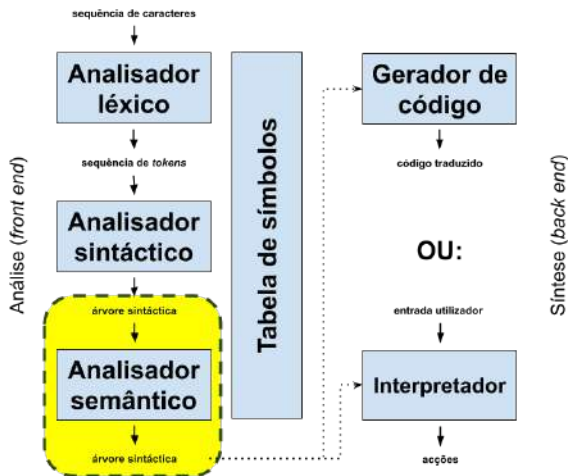 sequência de caracteres
Analisador
léxico
sequência de tokens
Analisador
sintáctico
árvore sintáctica
Analisador
semântico
árvore sintáctica
Análise (front end)
Tabela de símbolos
Gerador de
código
código traduzido
OU:
entrada utilizador
Interpretador
acções
Síntese (back end)